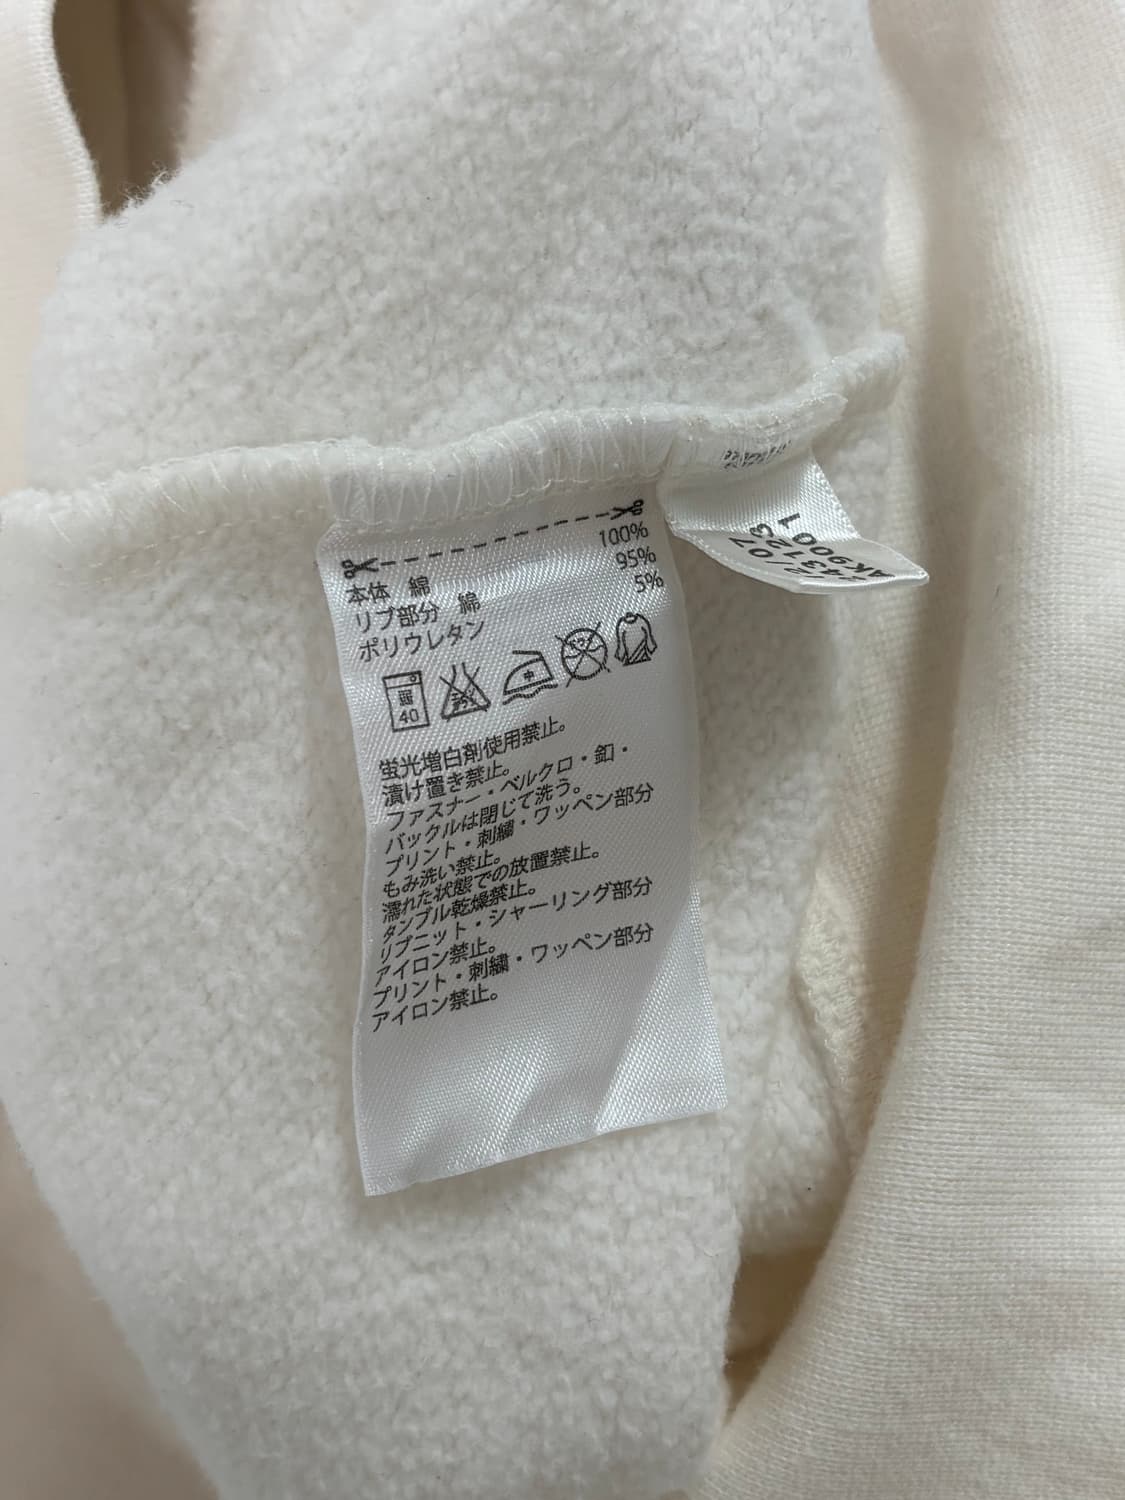 本体 綿 100%
リブ部分 綿 95%
ポリウレタン 5%
40
中
蛍光増白剤使用禁止。
漬け置き禁止。
ファスナー・ベルクロ・釦・
バックルは閉じて洗う。
プリント・刺繍・ワッペン部分
もみ洗い禁止。
濡れた状態での放置禁止。
タンブル乾燥禁止。
リブニット・シャーリング部分
アイロン禁止。
プリント・刺繍・ワッペン部分
アイロン禁止。
AK9001